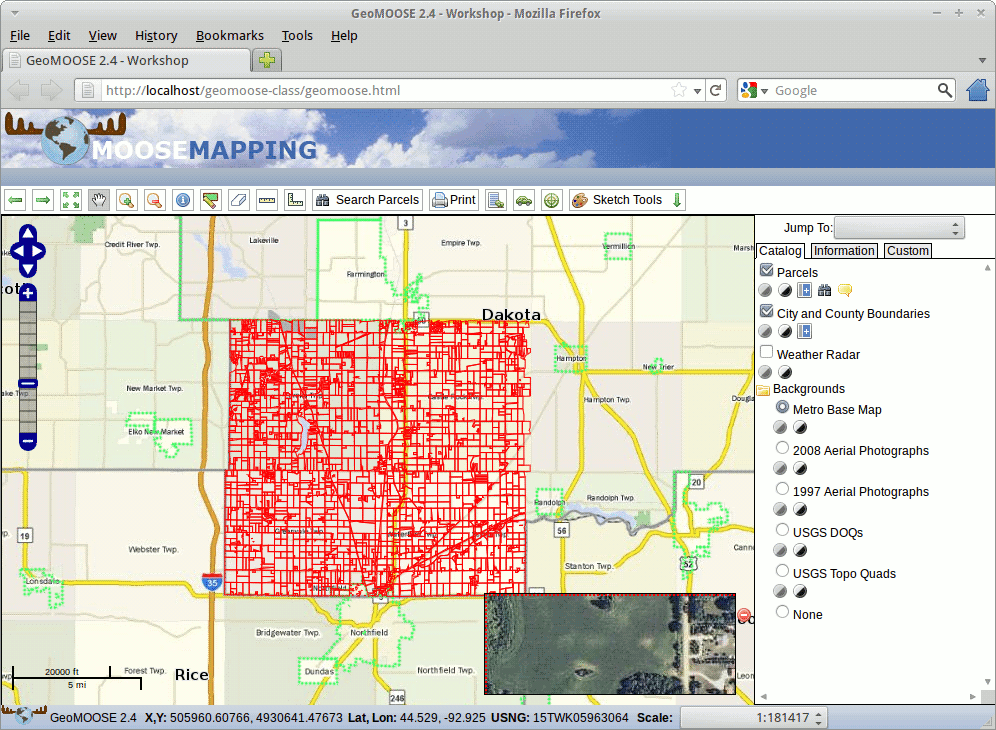 GeoMOOSE 2.4 - Workshop - Mozilla Firefox
File Edit View History Bookmarks Tools Help
GeoMOOSE 2.4 - Workshop
http://localhost/geomoose-class/geomoose.html
Google
MOOSEMAPPING
Search Parcels Print Sketch Tools
Jump To:
Catalog Information Custom
Parcels
City and County Boundaries
Weather Radar
Backgrounds
Metro Base Map
2008 Aerial Photographs
1997 Aerial Photographs
USGS DOQs
USGS Topo Quads
None
3
Credit River Twp.
Lakeville
Empire Twp.
Vermillion
Marsh
Farmington
Dakota
Hampton
New Trier
New Market Twp.
Hampton Twp.
Dougla
Elko New Market
20
Randolph
Randolph Twp.
19
56
Webster Twp.
Cann
Stanton Twp.
52
Lonsdale
35
Bridgewater Twp.
Northfield
Dundas
Forest Twp.
Rice
Northfield Twp.
Leon
246
20000 ft
5 mi
GeoMOOSE 2.4 X,Y: 505960.60766, 4930641.47673 Lat, Lon: 44.529, -92.925 USNG: 15TWK05963064 Scale: 1:181417